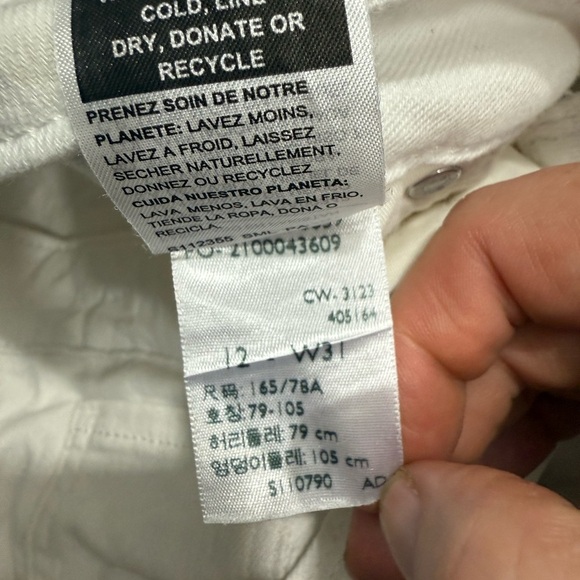 COLD, LINE
DRY, DONATE OR
RECYCLE
PRENEZ SOIN DE NOTRE
PLANETE: LAVEZ MOINS,
LAVEZ A FROID, LAISSEZ
SECHER NATURELLEMENT,
DONNEZ OU RECYCLEZ
CUIDA NUESTRO PLANETA:
LAVA MENOS, LAVA EN FRIO,
TIENDE LA ROPA, DONA O
RECICLA.
PO- 2100043609
CW- 3123
405164
12 - W31
尺码: 165/78A
호칭: 79-105
허리둘레: 79 cm
엉덩이둘레: 105 cm
S110790 AD